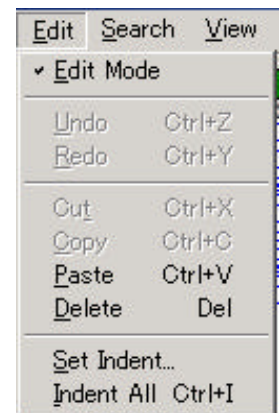 Edit Search View
✓ Edit Mode
Undo Ctrl+Z
Redo Ctrl+Y
Cut Ctrl+X
Copy Ctrl+C
Paste Ctrl+V
Delete Del
Set Indent...
Indent All Ctrl+I